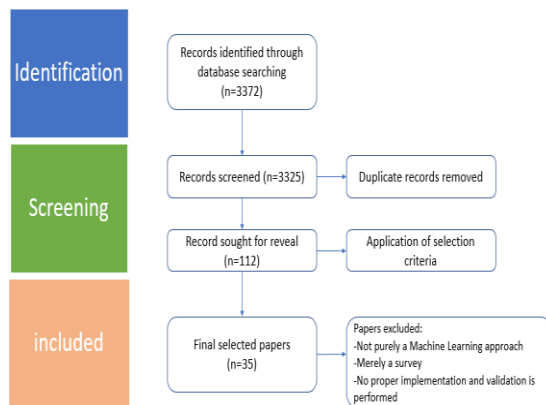 Identification
Records identified through
database searching
(n=3372)
Screening
Records screened (n=3325)
Duplicate records removed
Record sought for reveal
(n=112)
Application of selection
criteria
included
Final selected papers
(n=35)
Papers excluded:
-Not purely a Machine Learning approach
-Merely a survey
-No proper implementation and validation is
performed